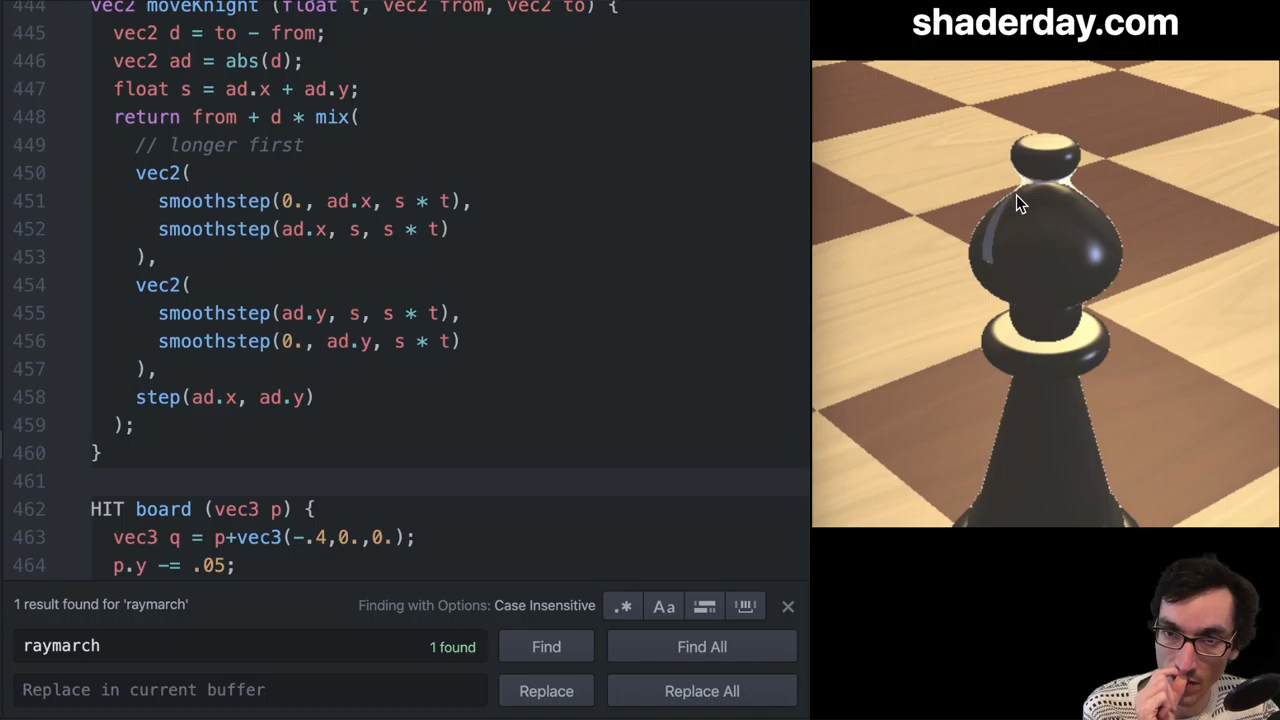 444 vec2 moveKnight (float t, vec2 from, vec2 to) {
445 vec2 d = to - from;
446 vec2 ad = abs(d);
447 float s = ad.x + ad.y;
448 return from + d * mix(
449 // longer first
450 vec2(
451 smoothstep(0., ad.x, s * t),
452 smoothstep(ad.x, s, s * t)
453 ),
454 vec2(
455 smoothstep(ad.y, s, s * t),
456 smoothstep(0., ad.y, s * t)
457 ),
458 step(ad.x, ad.y)
459 );
460 }
461
462 HIT board (vec3 p) {
463 vec3 q = p+vec3(-.4,0.,0.);
464 p.y -= .05;
1 result found for 'raymarch'
Finding with Options: Case Insensitive
.*
Aa
raymarch
1 found
Find
Find All
Replace in current buffer
Replace
Replace All
shaderday.com